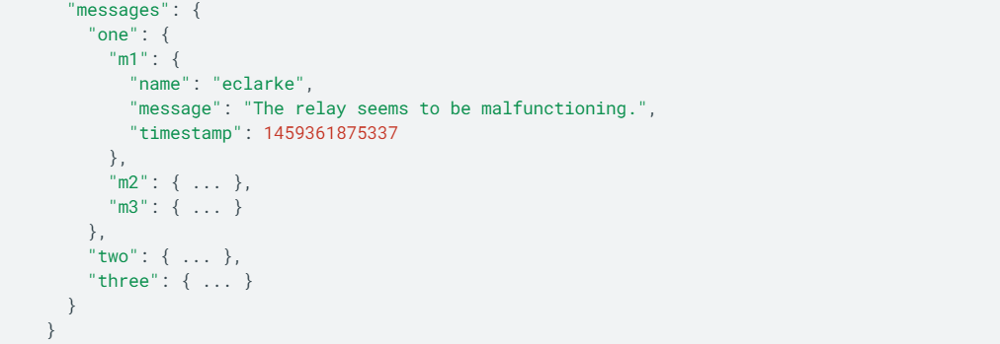 "messages": {
"one": {
"m1": {
"name": "eclarke",
"message": "The relay seems to be malfunctioning.",
"timestamp": 1459361875337
},
"m2": { ... },
"m3": { ... }
},
"two": { ... },
"three": { ... }
}
}